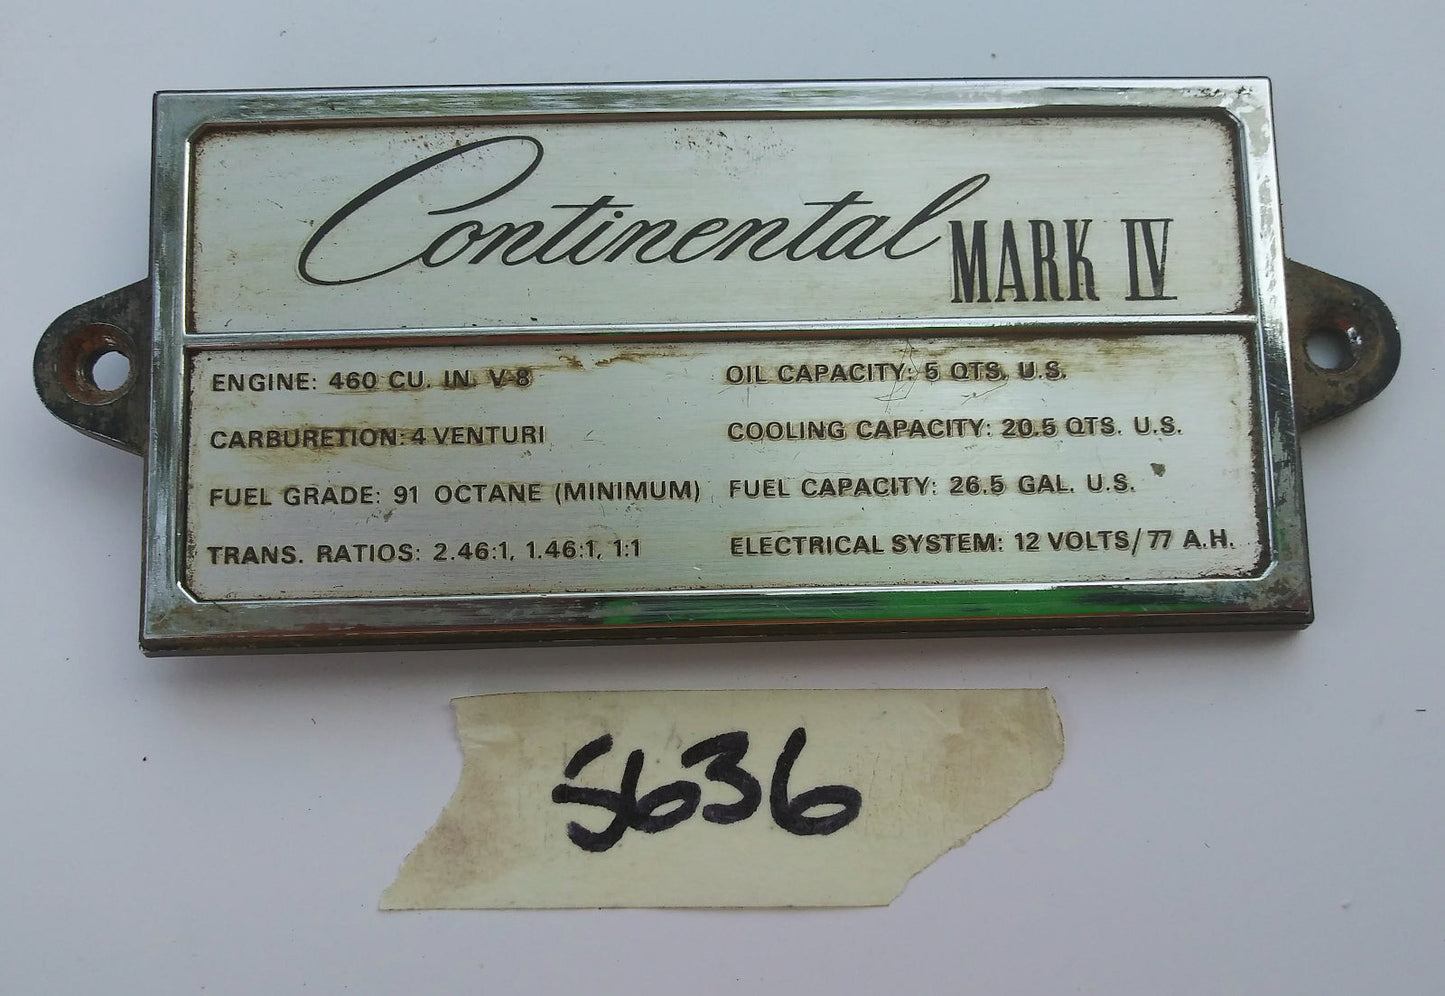 Continental MARK IV
ENGINE: 460 CU. IN. V-8
CARBURETION: 4 VENTURI
FUEL GRADE: 91 OCTANE (MINIMUM)
TRANS. RATIOS: 2.46:1, 1.46:1, 1:1
OIL CAPACITY: 5 QTS. U.S.
COOLING CAPACITY: 20.5 QTS. U.S.
FUEL CAPACITY: 26.5 GAL. U.S.
ELECTRICAL SYSTEM: 12 VOLTS/77 A.H.
5636